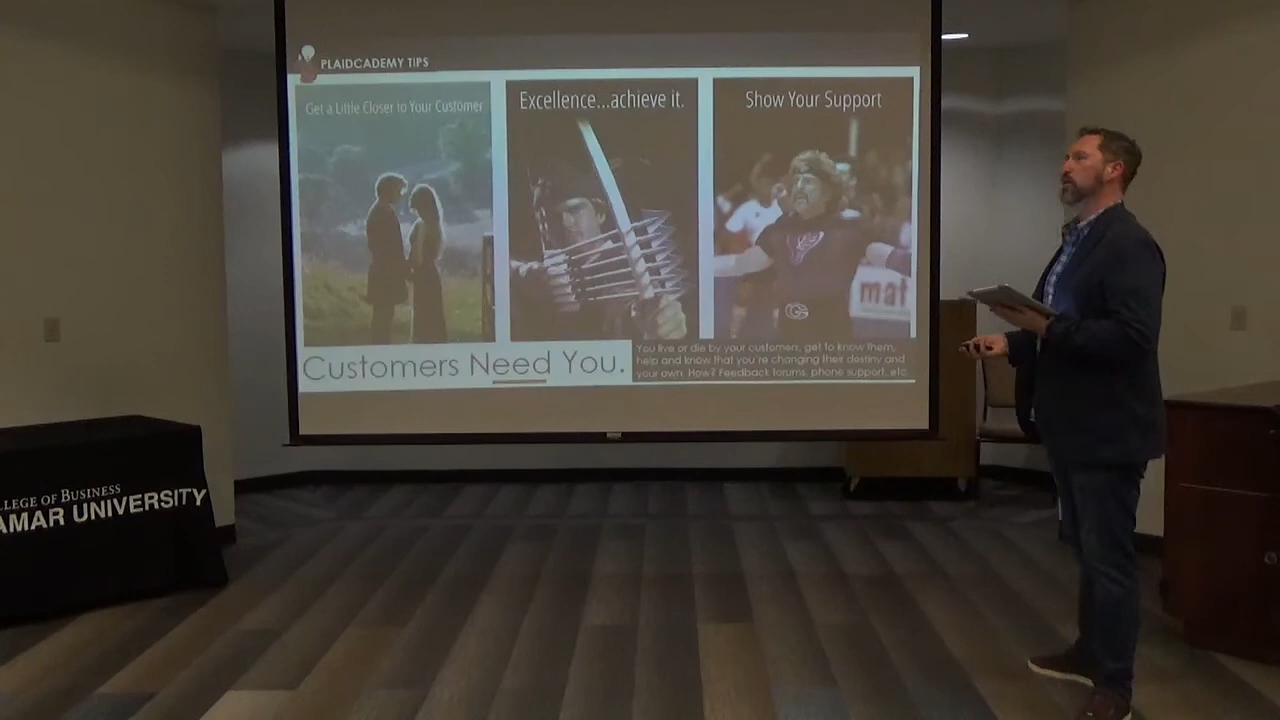 PLAIDCADEMY TIPS
Get a Little Closer to Your Customer
Excellence...achieve it.
Show Your Support
mat
Customers Need You.
You live or die by your customers, get to know them,
help and know that you're changing their destiny and
your own. How? Feedback forums, phone support, etc.
LLEGE OF BUSINESS
AMAR UNIVERSITY